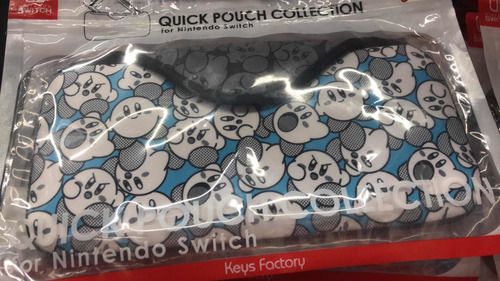 SWITCH
QUICK POUCH COLLECTION
for Nintendo Switch
QUICK POUCH COLLECTION
for Nintendo Switch
Keys Factory